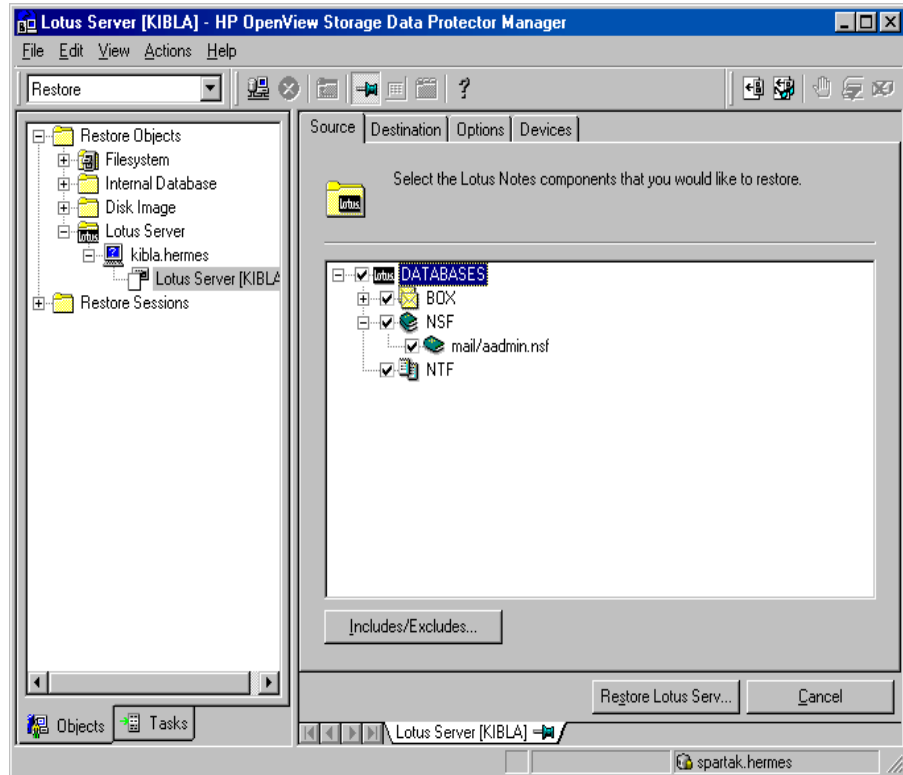 Lotus Server [KIBLA] - HP OpenView Storage Data Protector Manager
File Edit View Actions Help
Restore
Restore Objects
Filesystem
Internal Database
Disk Image
Lotus Server
kibla.hermes
Lotus Server [KIBLA
Restore Sessions
Objects Tasks
Source Destination Options Devices
Select the Lotus Notes components that you would like to restore.
Lotus
Lotus DATABASES
BOX
NSF
mail/aadmin.nsf
NTF
Includes/Excludes...
Restore Lotus Serv... Cancel
Lotus Server [KIBLA]
spartak.hermes